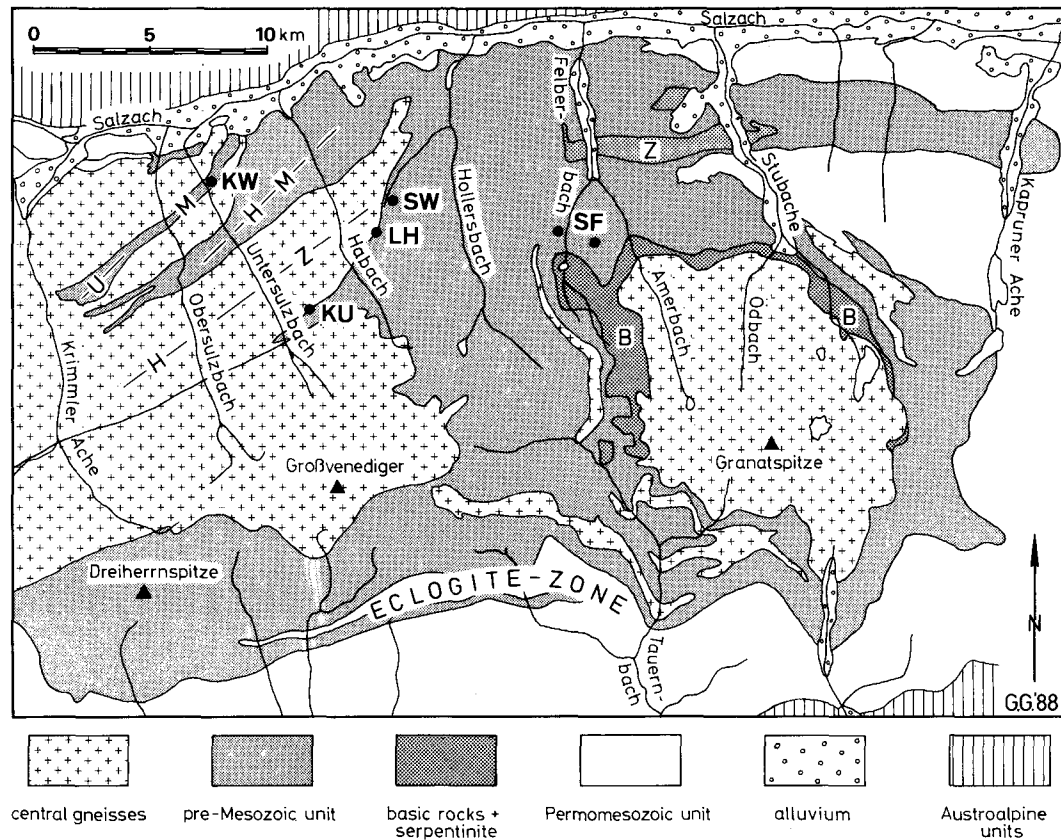 0 5 10 km
Salzach
Salzach
Felber-
bach
Z
Stubache
Kapruner Ache
KW
M
U
H - M
SW
LH
Z
H
Hollersbach
SF
Habach
Untersulzbach
Obersulzbach
KU
Krimmler
Ache
Amerbach
Ödbach
B
B
Großvenediger
Granatspitze
Dreiherrnspitze
ECLOGITE-ZONE
Tauern-
bach
N
G.G.'88
central gneisses
pre-Mesozoic unit
basic rocks +
serpentinite
Permomesozoic unit
alluvium
Austroalpine
units